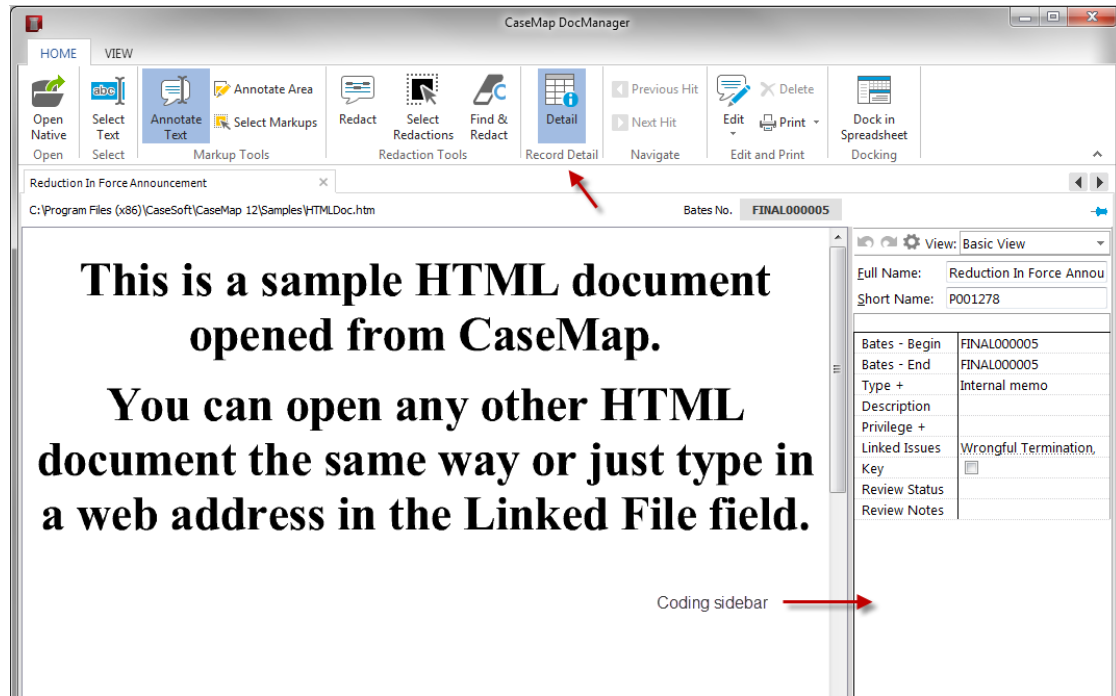 CaseMap DocManager
HOME VIEW
Open Native
Select Text
Annotate Text
Annotate Area
Select Markups
Redact
Select Redactions
Find & Redact
Detail
Previous Hit
Next Hit
Edit
Delete
Print
Dock in Spreadsheet
Open Select Markup Tools Redaction Tools Record Detail Navigate Edit and Print Docking
Reduction In Force Announcement
C:\Program Files (x86)\CaseSoft\CaseMap 12\Samples\HTMLDoc.htm Bates No. FINAL000005
This is a sample HTML document
opened from CaseMap.
You can open any other HTML
document the same way or just type in
a web address in the Linked File field.
Coding sidebar
View: Basic View
Full Name: Reduction In Force Annou
Short Name: P001278
Bates - Begin FINAL000005
Bates - End FINAL000005
Type + Internal memo
Description
Privilege +
Linked Issues Wrongful Termination,
Key
Review Status
Review Notes